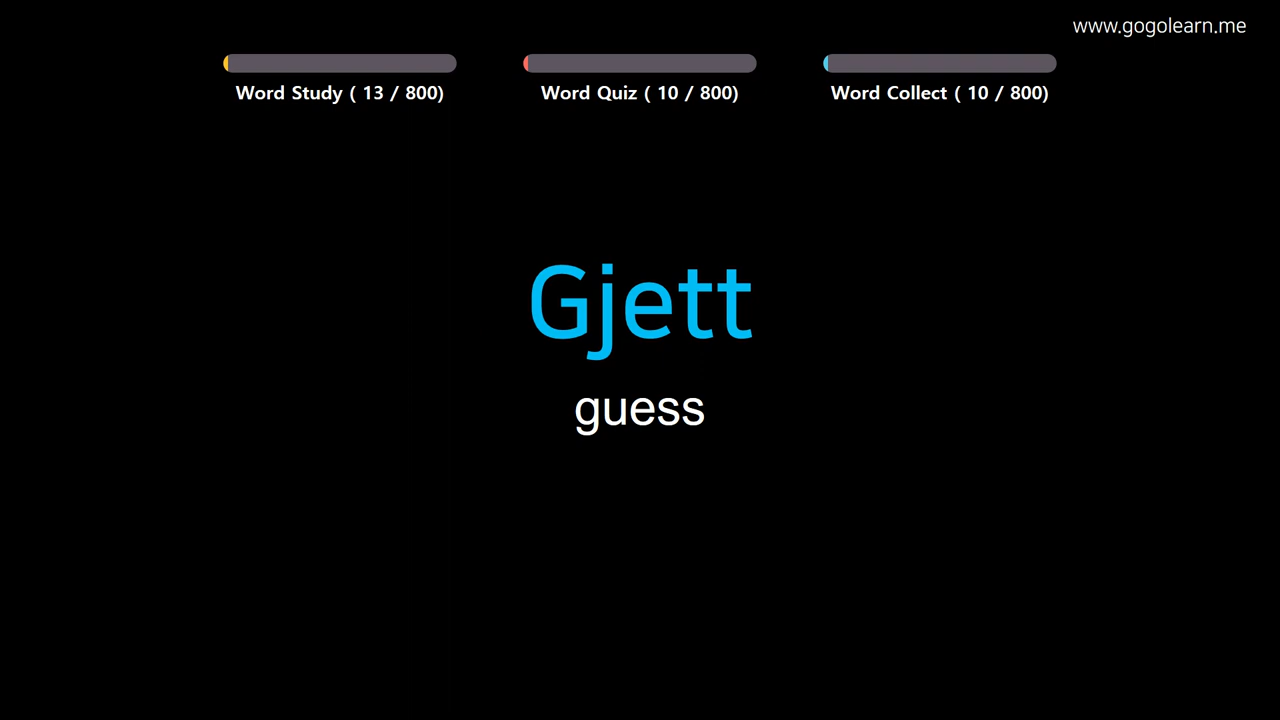 www.gogolearn.me
Word Study ( 13 / 800)
Word Quiz ( 10 / 800)
Word Collect ( 10 / 800)
Gjett
guess